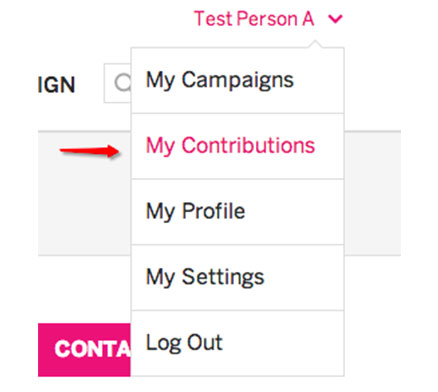 Test Person A
IGN
My Campaigns
My Contributions
My Profile
My Settings
Log Out
CONTA